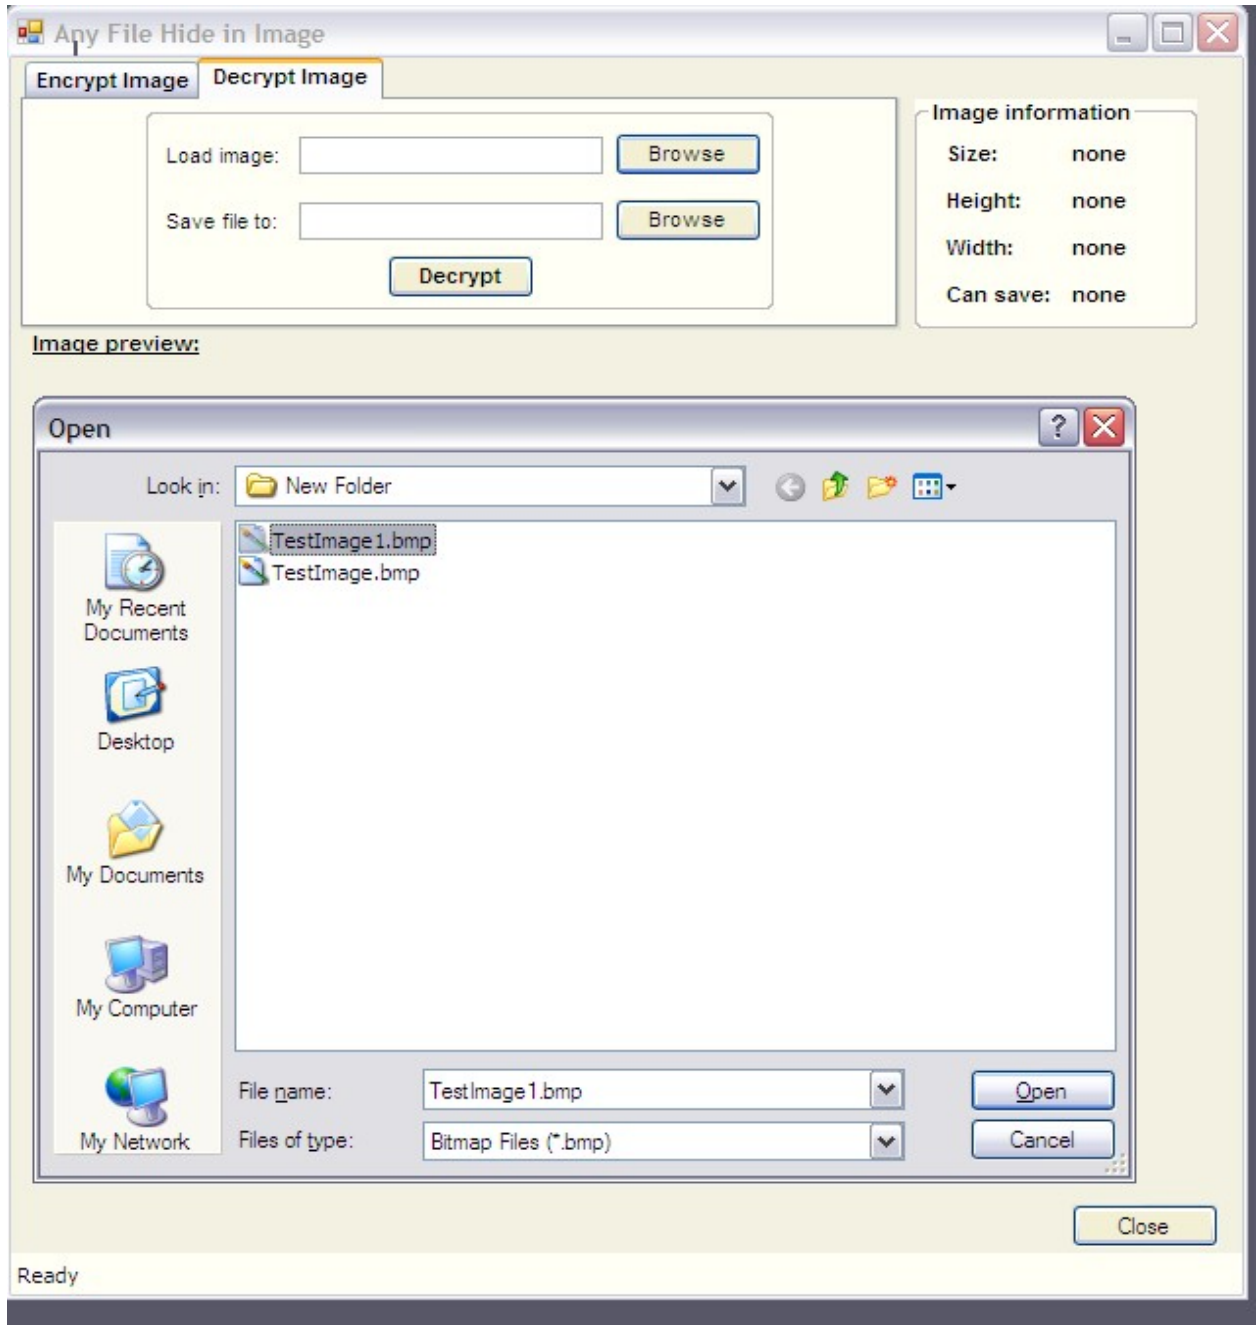 Any File Hide in Image
Encrypt Image Decrypt Image
Load image: Browse
Save file to: Browse
Decrypt
Image information
Size: none
Height: none
Width: none
Can save: none
Image preview:
Open
Look in: New Folder
My Recent Documents
Desktop
My Documents
My Computer
My Network
TestImage1.bmp
TestImage.bmp
File name: TestImage1.bmp Open
Files of type: Bitmap Files (*.bmp) Cancel
Close
Ready